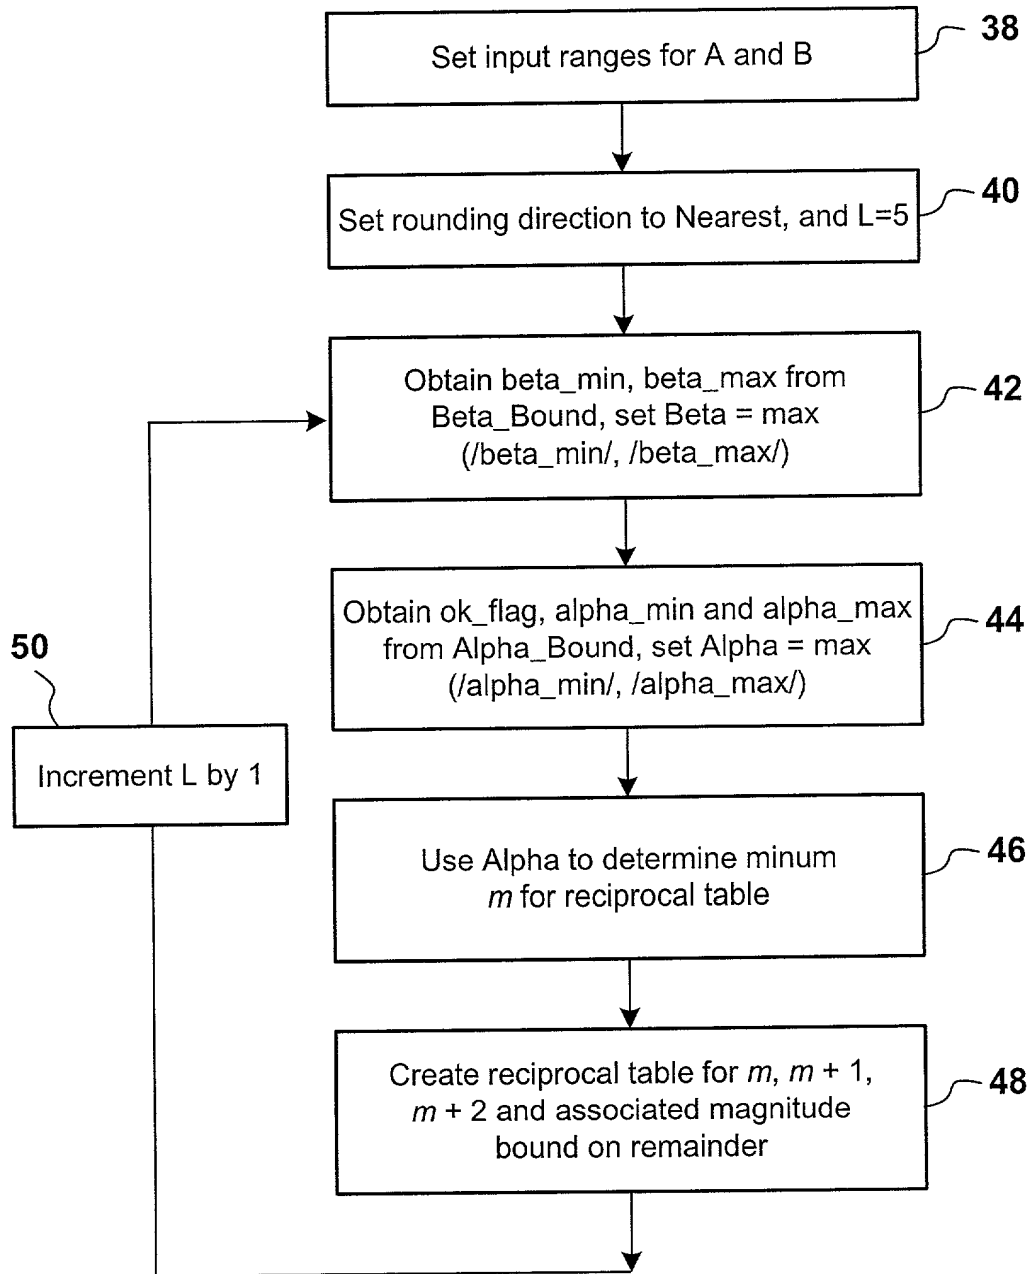 Set input ranges for A and B
38
Set rounding direction to Nearest, and L=5
40
Obtain beta_min, beta_max from
Beta_Bound, set Beta = max
(/beta_min/, /beta_max/)
42
Obtain ok_flag, alpha_min and alpha_max
from Alpha_Bound, set Alpha = max
(/alpha_min/, /alpha_max/)
44
50
Increment L by 1
Use Alpha to determine minum
m for reciprocal table
46
Create reciprocal table for m, m + 1,
m + 2 and associated magnitude
bound on remainder
48